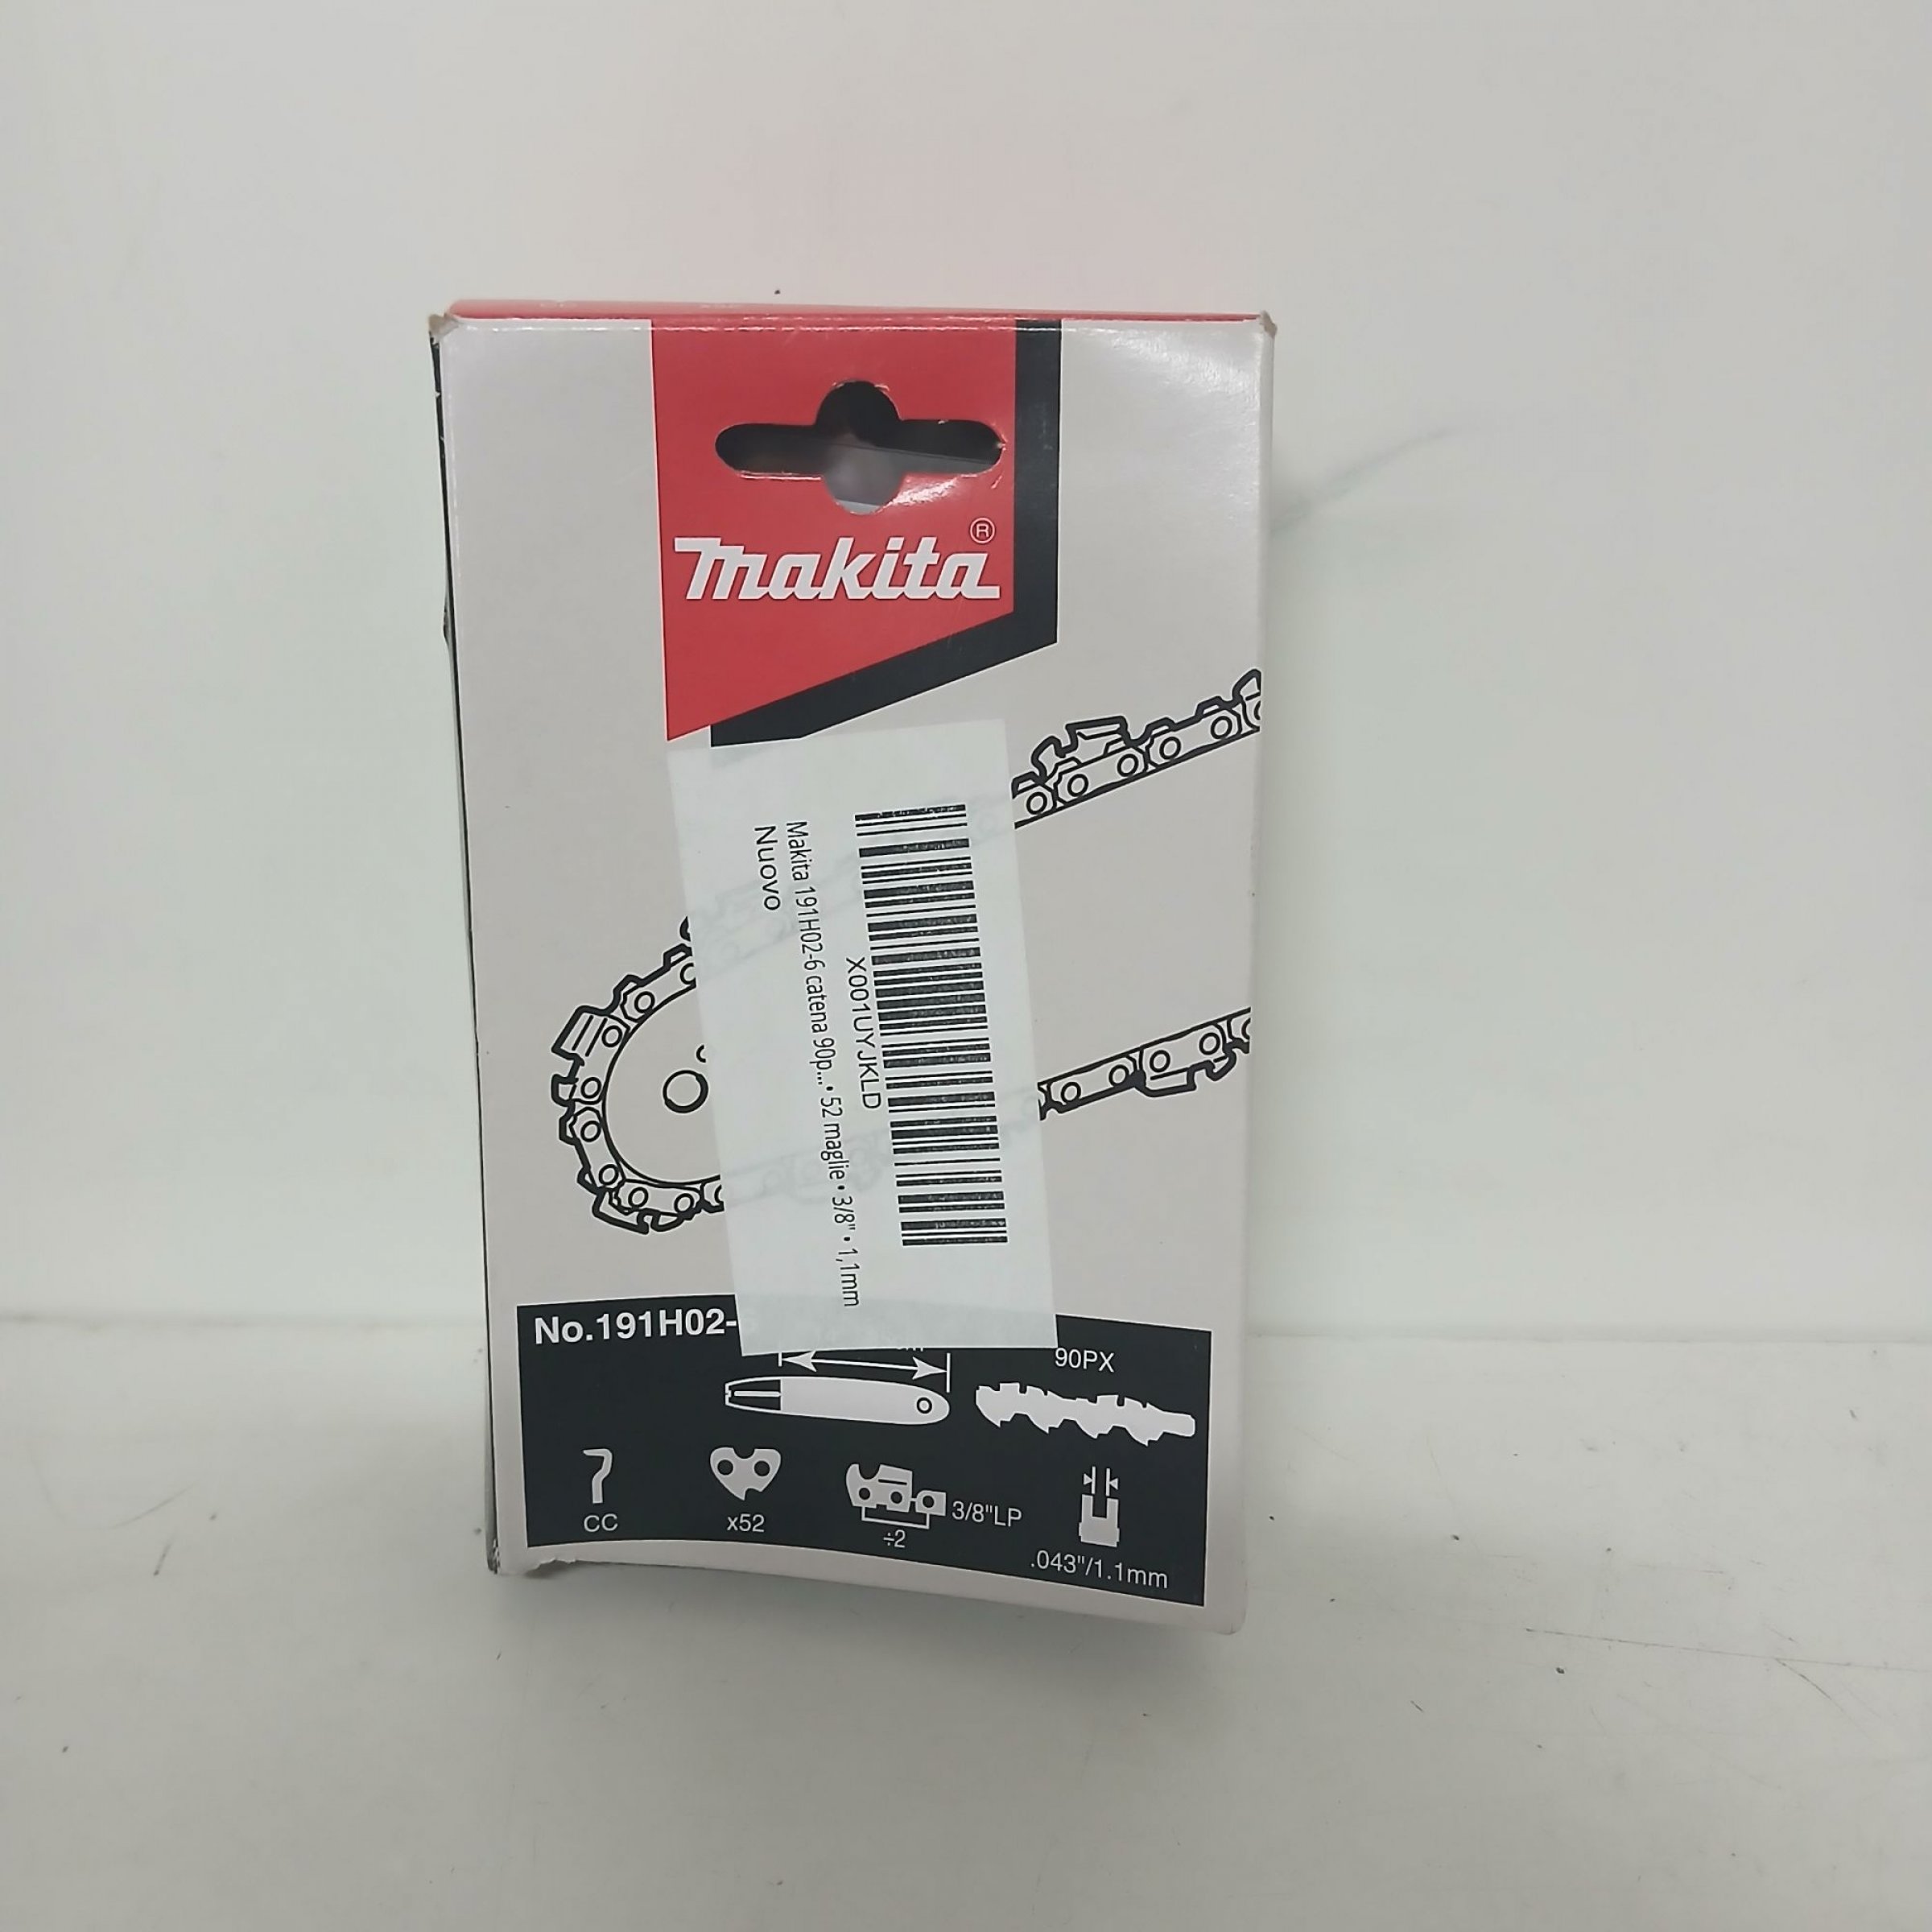 makita®
X001UYJKLD
Makita 191H02-6 catena 90p... • 52 maglie • 3/8" • 1,1mm
Nuovo
No.191H02-
90PX
CC
x52
÷2
3/8"LP
.043"/1.1mm